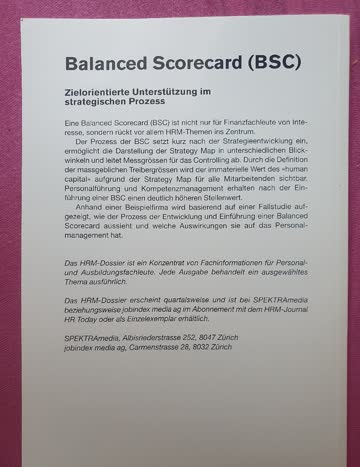 Balanced Scorecard (BSC)
Zielorientierte Unterstützung im
strategischen Prozess
Eine Balanced Scorecard (BSC) ist nicht nur für Finanzfachleute von Inte-
resse, sondern rückt vor allem HRM-Themen ins Zentrum.
Der Prozess der BSC setzt kurz nach der Strategieentwicklung ein,
ermöglicht die Darstellung der Strategy Map in unterschiedlichen Blick-
winkeln und leitet Messgrössen für das Controlling ab. Durch die Definition
der massgeblichen Treibergrössen wird der immaterielle Wert des «human
capital» aufgrund der Strategy Map für alle Mitarbeitenden sichtbar.
Personalführung und Kompetenzmanagement erhalten nach der Ein-
führung einer BSC einen deutlich höheren Stellenwert.
Anhand einer Beispielfirma wird basierend auf einer Fallstudie auf-
gezeigt, wie der Prozess der Entwicklung und Einführung einer Balanced
Scorecard aussieht und welche Auswirkungen sie auf das Personal-
management hat.
Das HRM-Dossier ist ein Konzentrat von Fachinformationen für Personal-
und Ausbildungsfachleute. Jede Ausgabe behandelt ein ausgewähltes
Thema ausführlich.
Das HRM-Dossier erscheint quartalsweise und ist bei SPEKTRAmedia
beziehungsweise jobindex media ag im Abonnement mit dem HRM-Journal
HR Today oder als Einzelexemplar erhältlich.
SPEKTRAmedia, Albisriederstrasse 252, 8047 Zürich
jobindex media ag, Carmenstrasse 28, 8032 Zürich